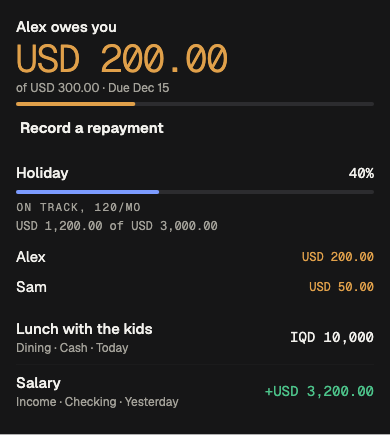 Alex owes you
USD 200.00
of USD 300.00 · Due Dec 15
Record a repayment
Holiday 40%
ON TRACK, 120/MO
USD 1,200.00 of USD 3,000.00
Alex USD 200.00
Sam USD 50.00
Lunch with the kids IQD 10,000
Dining · Cash · Today
Salary +USD 3,200.00
Income · Checking · Yesterday